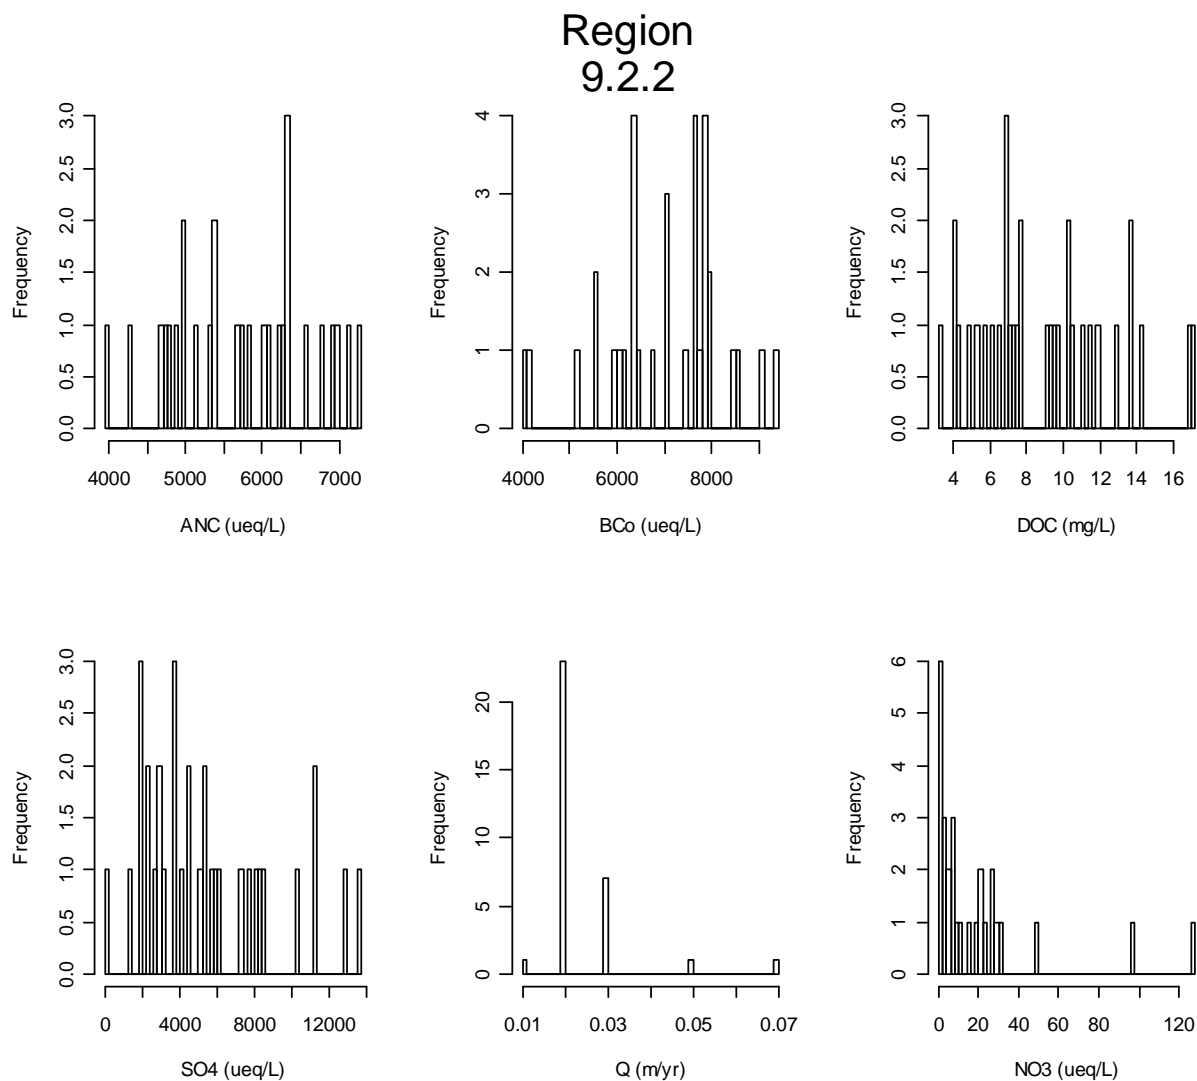 Region
9.2.2
Frequency
0.0 0.5 1.0 1.5 2.0 2.5 3.0
4000 5000 6000 7000
ANC (ueq/L)
Frequency
0 1 2 3 4
4000 6000 8000
BCo (ueq/L)
Frequency
0.0 0.5 1.0 1.5 2.0 2.5 3.0
4 6 8 10 12 14 16
DOC (mg/L)
Frequency
0.0 0.5 1.0 1.5 2.0 2.5 3.0
0 4000 8000 12000
SO4 (ueq/L)
Frequency
0 5 10 15 20
0.01 0.03 0.05 0.07
Q (m/yr)
Frequency
0 1 2 3 4 5 6
0 20 40 60 80 120
NO3 (ueq/L)